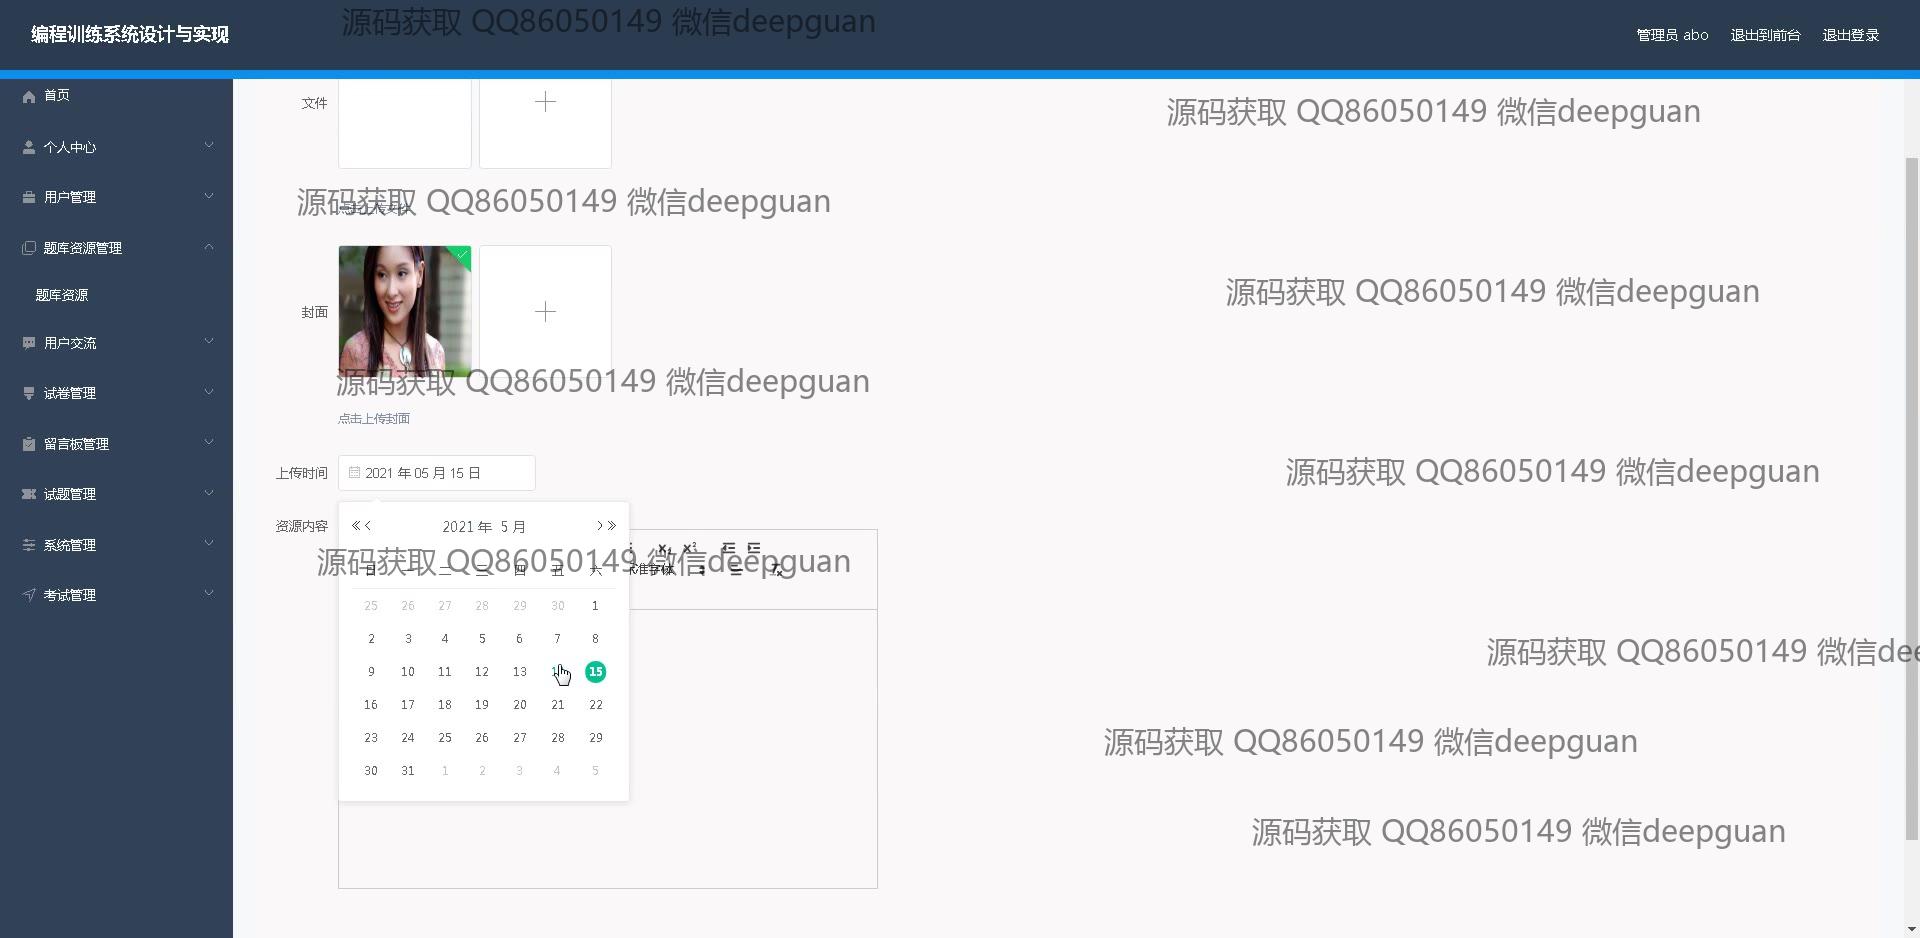 编程训练系统设计与实现
源码获取 QQ86050149 微信deepguan
管理员 abo
退出到前台
退出登录
首页
个人中心
用户管理
题库资源管理
题库资源
用户交流
试卷管理
留言板管理
试题管理
系统管理
考试管理
文件
源码获取 QQ86050149 微信deepguan
源码获取 QQ86050149 微信deepguan
点击上传文件
封面
源码获取 QQ86050149 微信deepguan
源码获取 QQ86050149 微信deepguan
点击上传封面
上传时间
2021 年 05 月 15 日
源码获取 QQ86050149 微信deepguan
资源内容
2021 年 5 月
源码获取 QQ86050149 微信deepguan
日 一 二 三 四 五 六
标准字体
25 26 27 28 29 30 1
2 3 4 5 6 7 8
9 10 11 12 13 15
16 17 18 19 20 21 22
23 24 25 26 27 28 29
30 31 1 2 3 4 5
源码获取 QQ86050149 微信dee
源码获取 QQ86050149 微信deepguan
源码获取 QQ86050149 微信deepguan